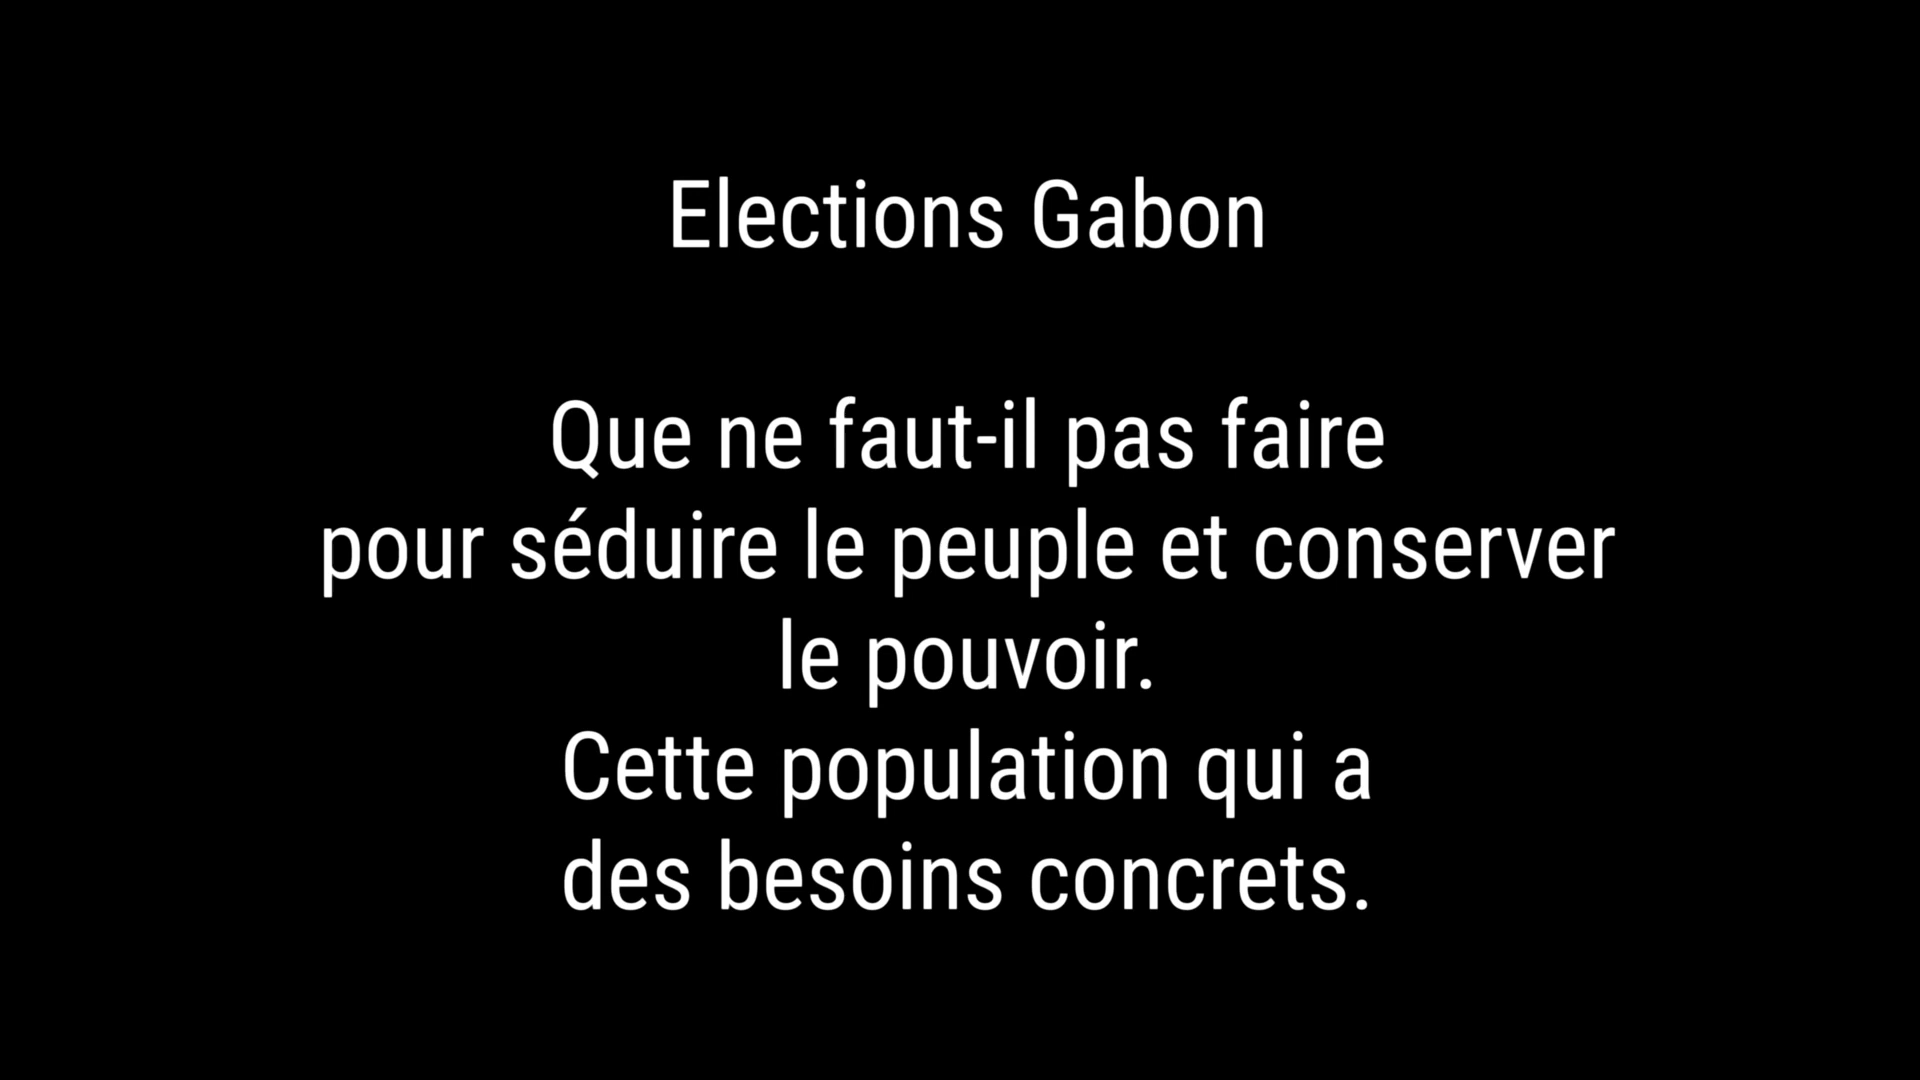 Elections Gabon
Que ne faut-il pas faire
pour séduire le peuple et conserver
le pouvoir.
Cette population qui a
des besoins concrets.